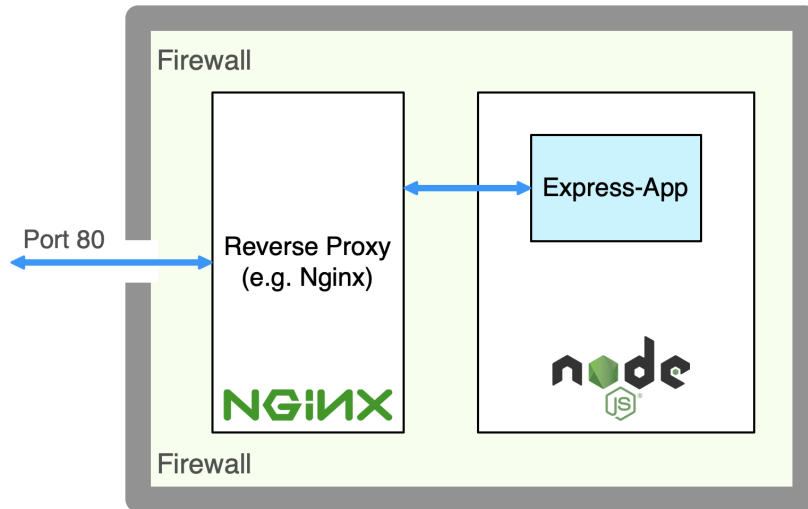 Firewall
Port 80
Reverse Proxy
(e.g. Nginx)
NGiNX
Express-App
node
JS
Firewall